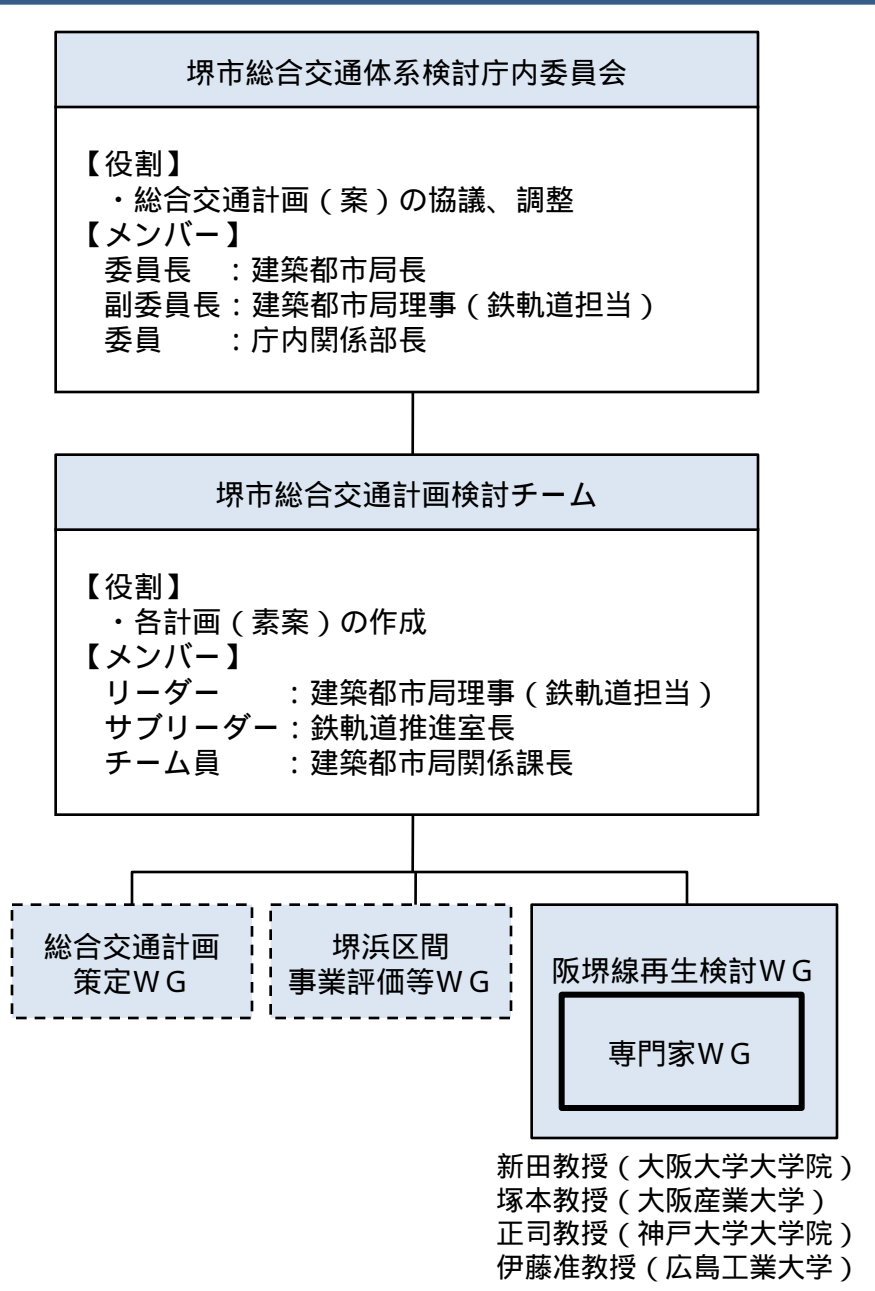 堺市総合交通体系検討庁内委員会
【役割】
・総合交通計画（案）の協議、調整
【メンバー】
委員長　：建築都市局長
副委員長：建築都市局理事（鉄軌道担当）
委員　　：庁内関係部長
堺市総合交通計画検討チーム
【役割】
・各計画（素案）の作成
【メンバー】
リーダー　　：建築都市局理事（鉄軌道担当）
サブリーダー：鉄軌道推進室長
チーム員　　：建築都市局関係課長
総合交通計画
策定ＷＧ
堺浜区間
事業評価等ＷＧ
阪堺線再生検討ＷＧ
専門家ＷＧ
新田教授（大阪大学大学院）
塚本教授（大阪産業大学）
正司教授（神戸大学大学院）
伊藤准教授（広島工業大学）